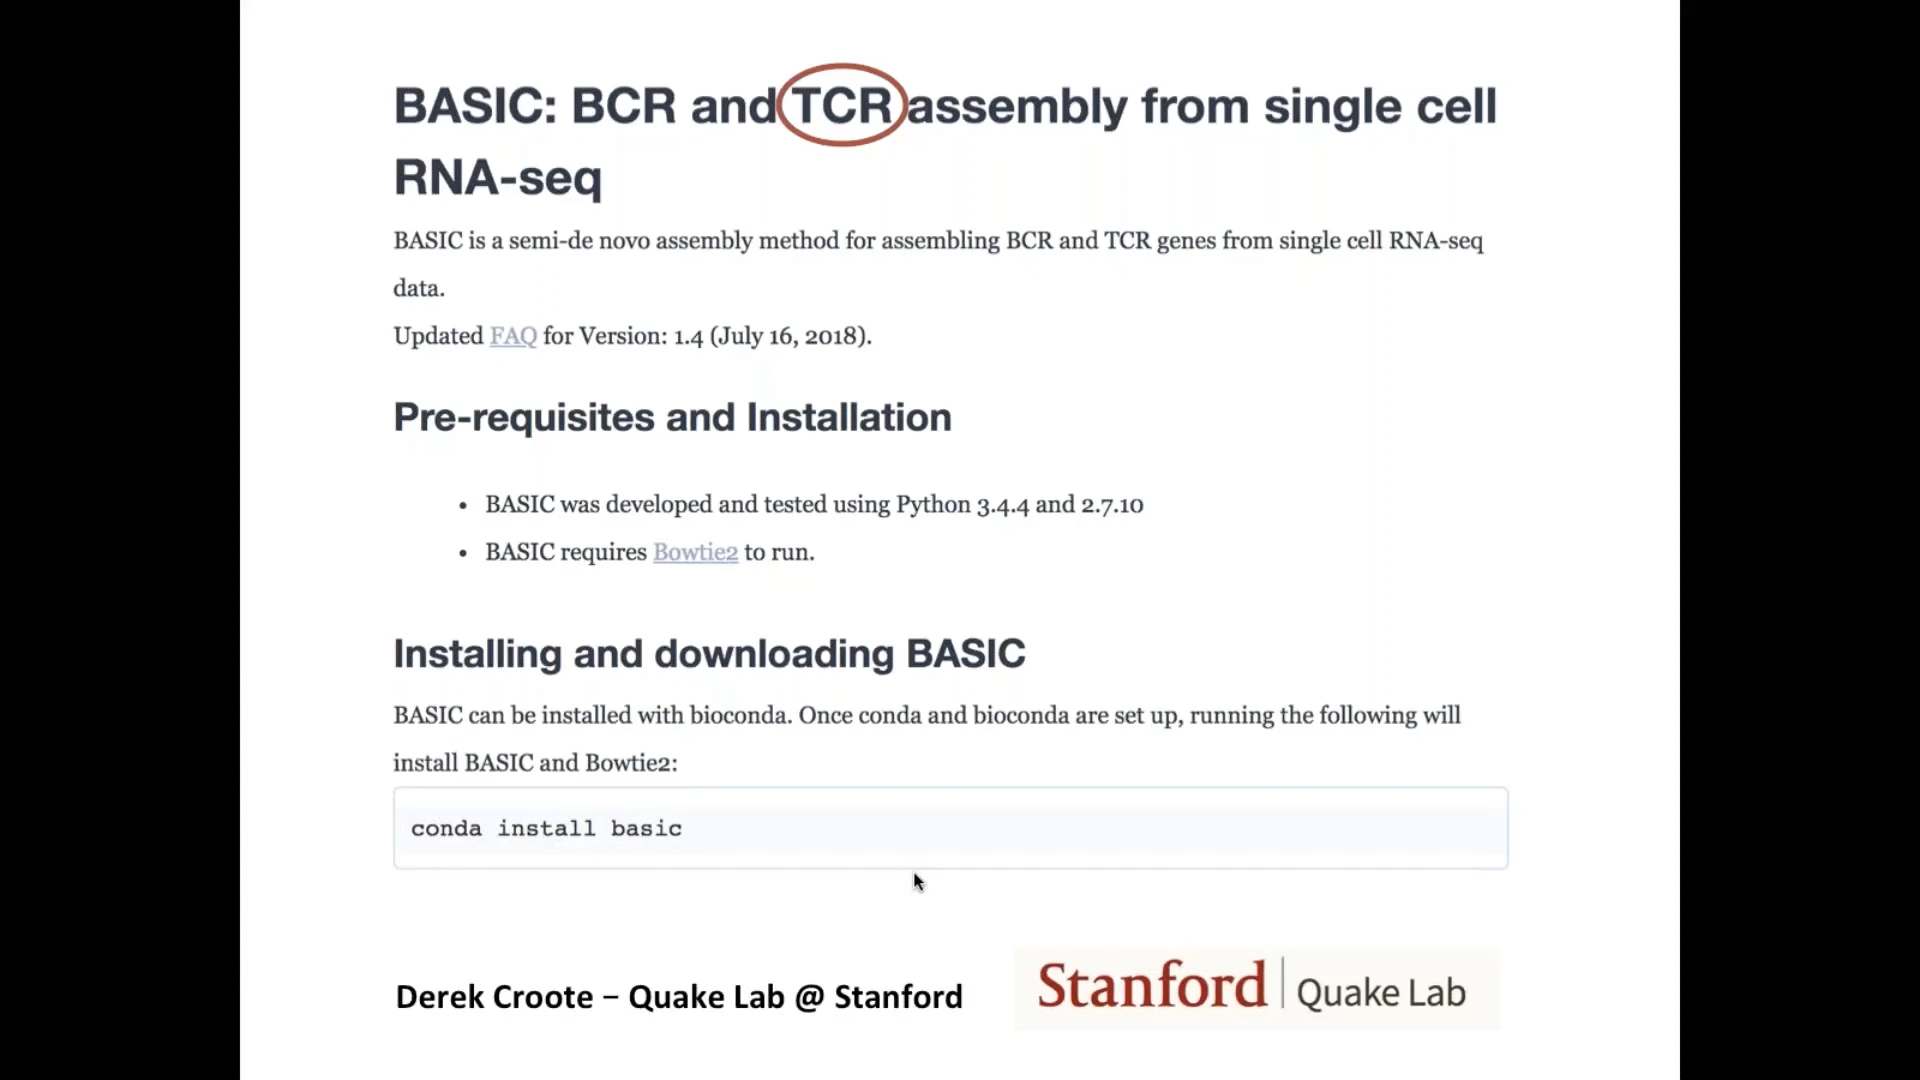 BASIC: BCR and TCR assembly from single cell
RNA-seq
BASIC is a semi-de novo assembly method for assembling BCR and TCR genes from single cell RNA-seq
data.
Updated FAQ for Version: 1.4 (July 16, 2018).
Pre-requisites and Installation
• BASIC was developed and tested using Python 3.4.4 and 2.7.10
• BASIC requires Bowtie2 to run.
Installing and downloading BASIC
BASIC can be installed with bioconda. Once conda and bioconda are set up, running the following will
install BASIC and Bowtie2:
conda install basic
Derek Croote – Quake Lab @ Stanford
Stanford | Quake Lab